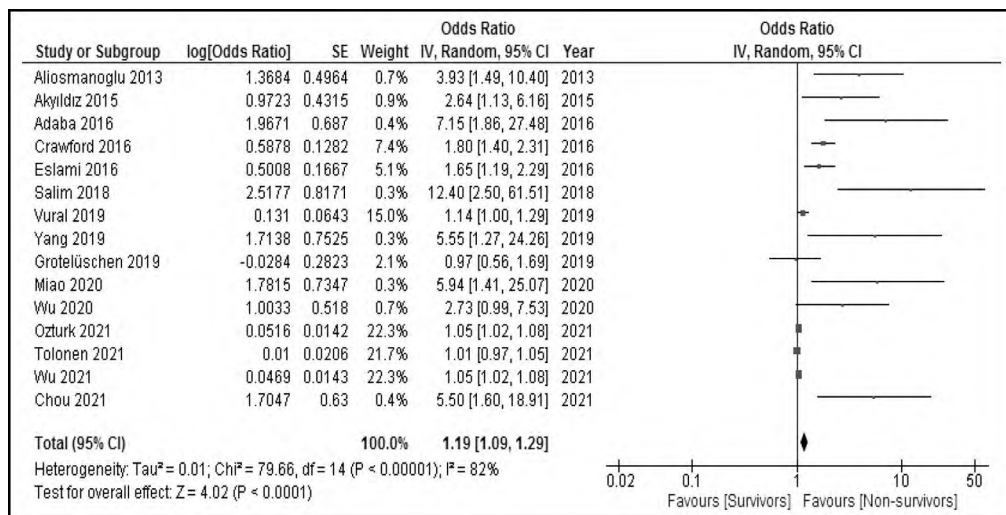 Odds Ratio Odds Ratio
Study or Subgroup log[Odds Ratio] SE Weight IV, Random, 95% CI Year IV, Random, 95% CI
Aliosmanoglu 2013 1.3684 0.4964 0.7% 3.93 [1.49, 10.40] 2013
Akyıldız 2015 0.9723 0.4315 0.9% 2.64 [1.13, 6.16] 2015
Adaba 2016 1.9671 0.687 0.4% 7.15 [1.86, 27.48] 2016
Crawford 2016 0.5878 0.1282 7.4% 1.80 [1.40, 2.31] 2016
Eslami 2016 0.5008 0.1667 5.1% 1.65 [1.19, 2.29] 2016
Salim 2018 2.5177 0.8171 0.3% 12.40 [2.50, 61.51] 2018
Vural 2019 0.131 0.0643 15.0% 1.14 [1.00, 1.29] 2019
Yang 2019 1.7138 0.7525 0.3% 5.55 [1.27, 24.26] 2019
Grotelüschen 2019 -0.0284 0.2823 2.1% 0.97 [0.56, 1.69] 2019
Miao 2020 1.7815 0.7347 0.3% 5.94 [1.41, 25.07] 2020
Wu 2020 1.0033 0.518 0.5% 2.73 [0.99, 7.53] 2020
Ozturk 2021 0.0516 0.0142 22.3% 1.05 [1.02, 1.08] 2021
Tolonen 2021 0.01 0.0206 21.7% 1.01 [0.97, 1.05] 2021
Wu 2021 0.0469 0.0143 22.3% 1.05 [1.02, 1.08] 2021
Chou 2021 1.7047 0.63 0.4% 5.50 [1.60, 18.91] 2021
Total (95% CI) 100.0% 1.19 [1.09, 1.29]
Heterogeneity: Tau² = 0.01; Chi² = 79.66, df = 14 (P < 0.00001); I² = 82%
Test for overall effect: Z = 4.02 (P < 0.0001)
0.02 0.1 1 10 50
Favours [Survivors] Favours [Non-survivors]